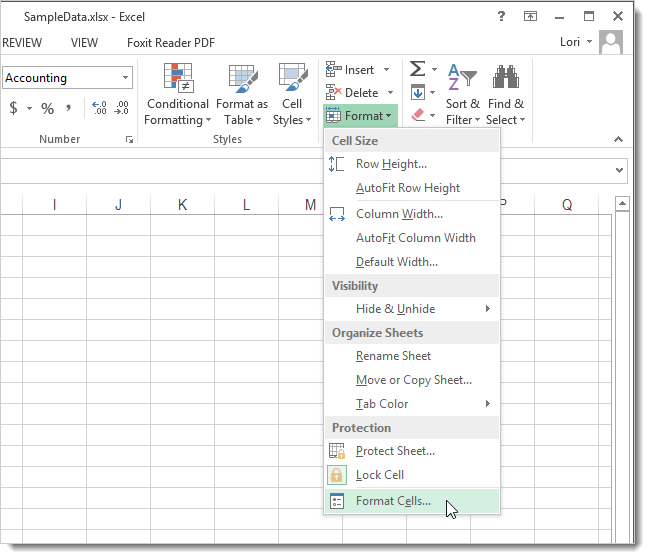 SampleData.xlsx - Excel
?
REVIEW VIEW Foxit Reader PDF
Lori
Accounting
$ % ,
←.0 .00
.00 →.0
Number
Conditional Formatting
Format as Table
Cell Styles
Styles
Insert
Delete
Format
Σ
A
Z
Sort & Filter
Find & Select
I J K L M P Q
Cell Size
Row Height...
AutoFit Row Height
Column Width...
AutoFit Column Width
Default Width...
Visibility
Hide & Unhide
Organize Sheets
Rename Sheet
Move or Copy Sheet...
Tab Color
Protection
Protect Sheet...
Lock Cell
Format Cells...